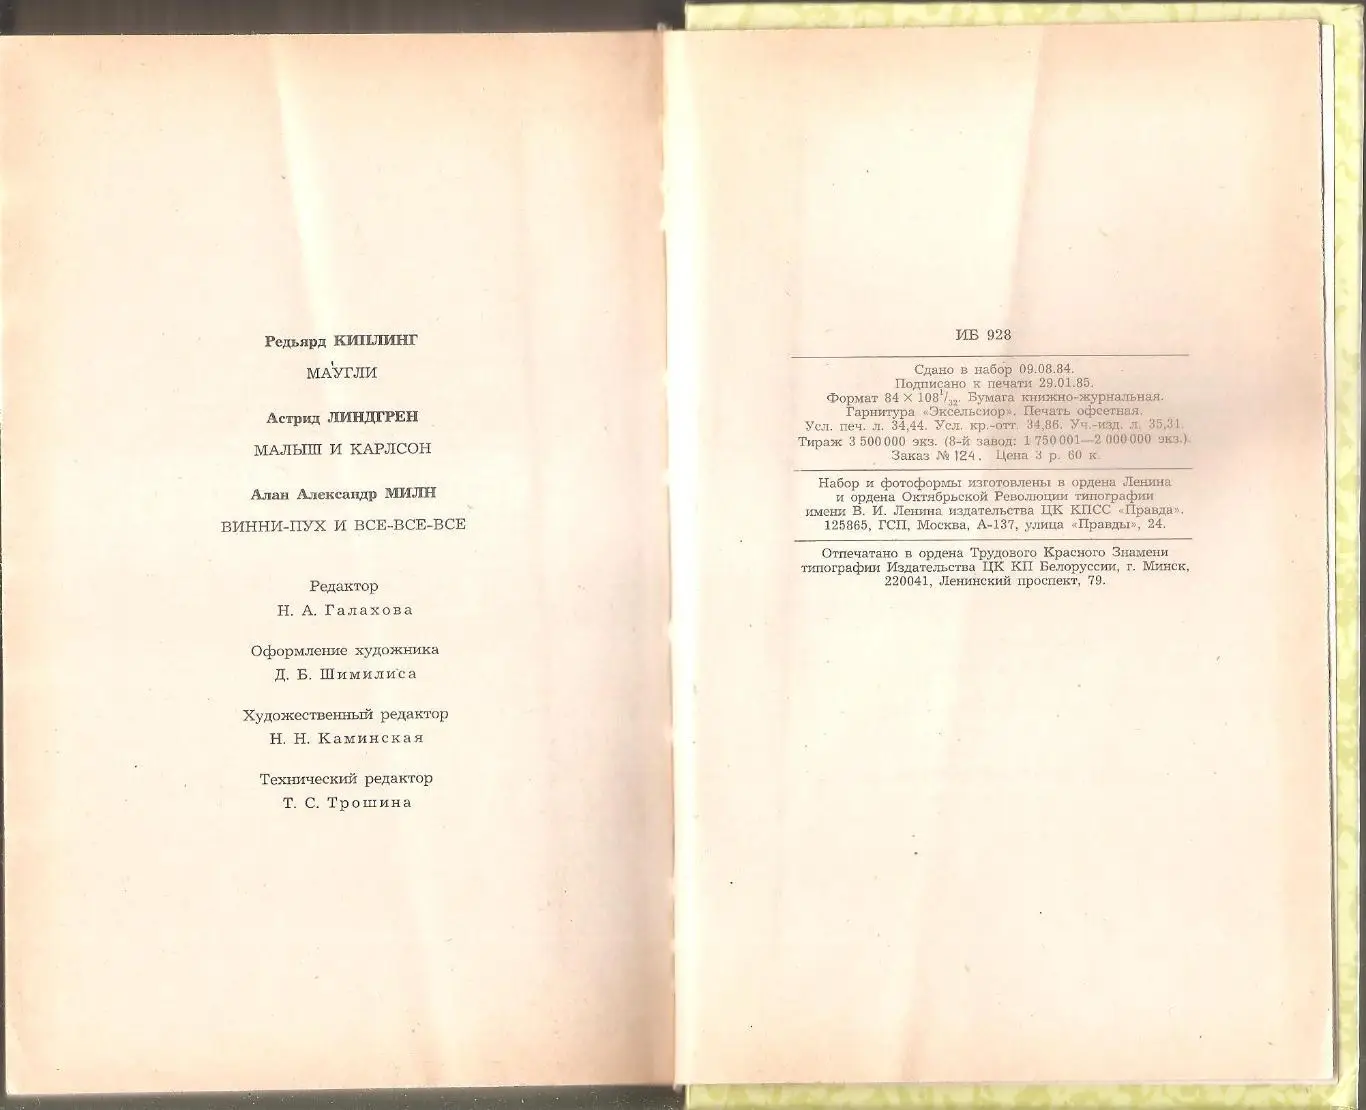 Редьярд КИПЛИНГ
МАУГЛИ
Астрид ЛИНДГРЕН
МАЛЫШ И КАРЛСОН
Алан Александр МИЛН
ВИННИ-ПУХ И ВСЕ-ВСЕ-ВСЕ
Редактор
Н. А. Галахова
Оформление художника
Д. Б. Шимилиса
Художественный редактор
Н. Н. Каминская
Технический редактор
Т. С. Трошина
ИБ 928
Сдано в набор 09.08.84.
Подписано к печати 29.01.85.
Формат 84 × 108¹/₃₂. Бумага книжно-журнальная.
Гарнитура «Эксельсиор». Печать офсетная.
Усл. печ. л. 34,44. Усл. кр.-отт. 34,86. Уч.-изд. л. 35,31.
Тираж 3 500 000 экз. (8-й завод: 1 750 001—2 000 000 экз.).
Заказ № 124. Цена 3 р. 60 к.
Набор и фотоформы изготовлены в ордена Ленина
и ордена Октябрьской Революции типографии
имени В. И. Ленина издательства ЦК КПСС «Правда».
125865, ГСП, Москва, А-137, улица «Правды», 24.
Отпечатано в ордена Трудового Красного Знамени
типографии Издательства ЦК КП Белоруссии, г. Минск,
220041, Ленинский проспект, 79.